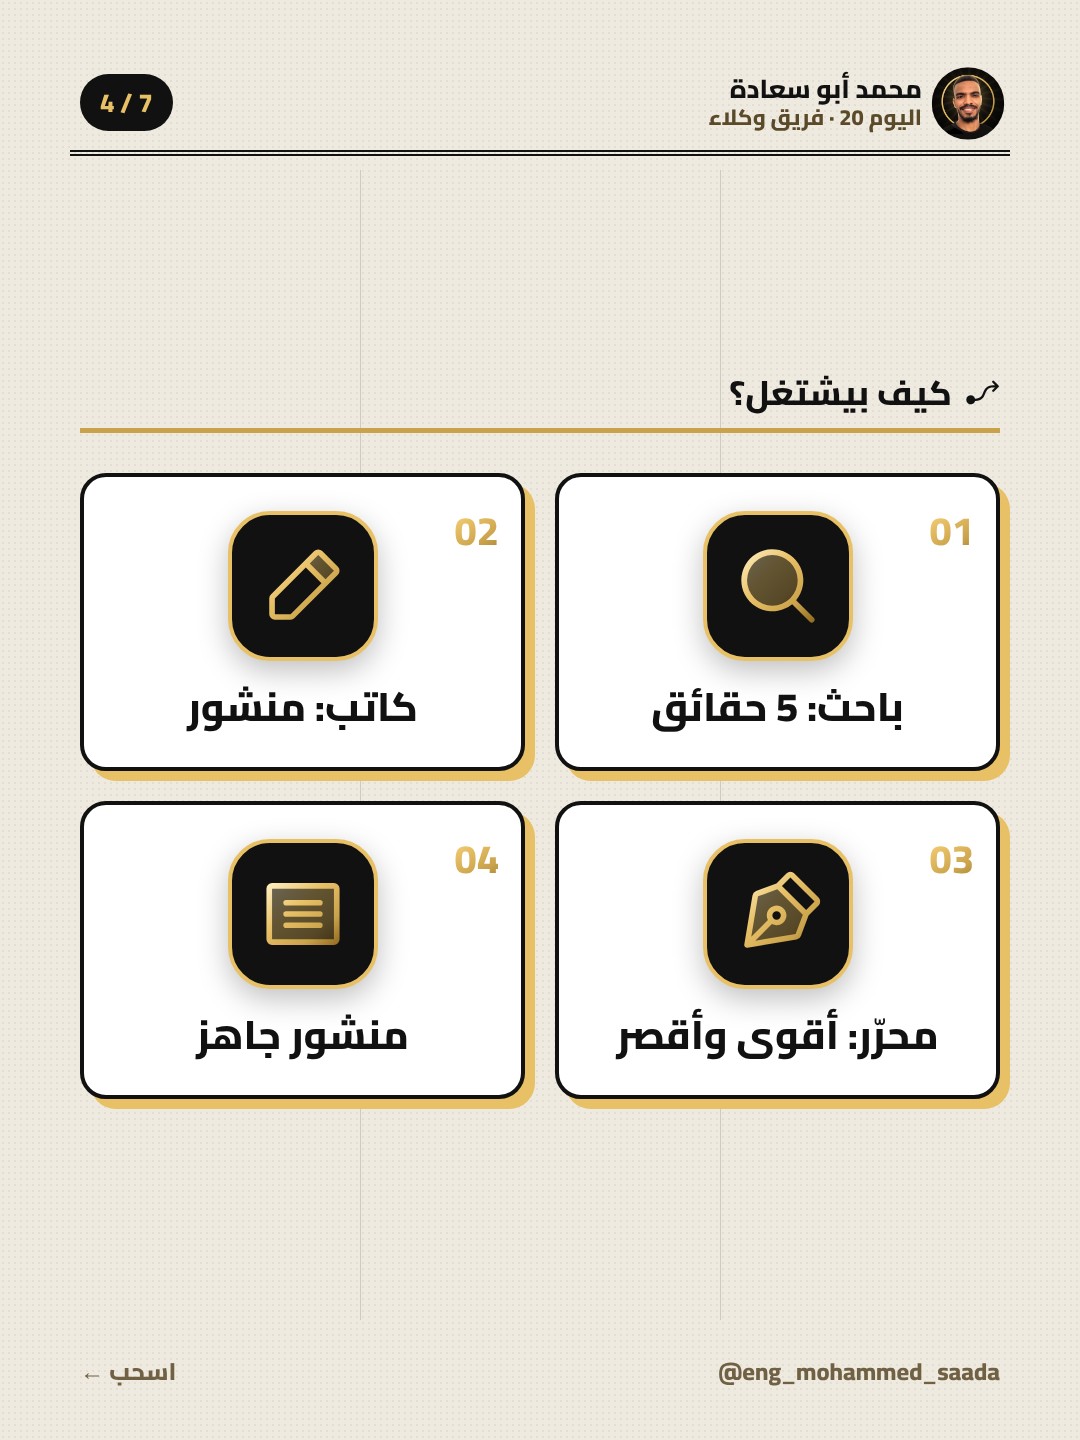 محمد أبو سعادة
اليوم 20 · فريق وكلاء
4 / 7
كيف بيشتغل؟
01
باحث: 5 حقائق
02
كاتب: منشور
03
محرّر: أقوى وأقصر
04
منشور جاهز
@eng_mohammed_saada
اسحب ←